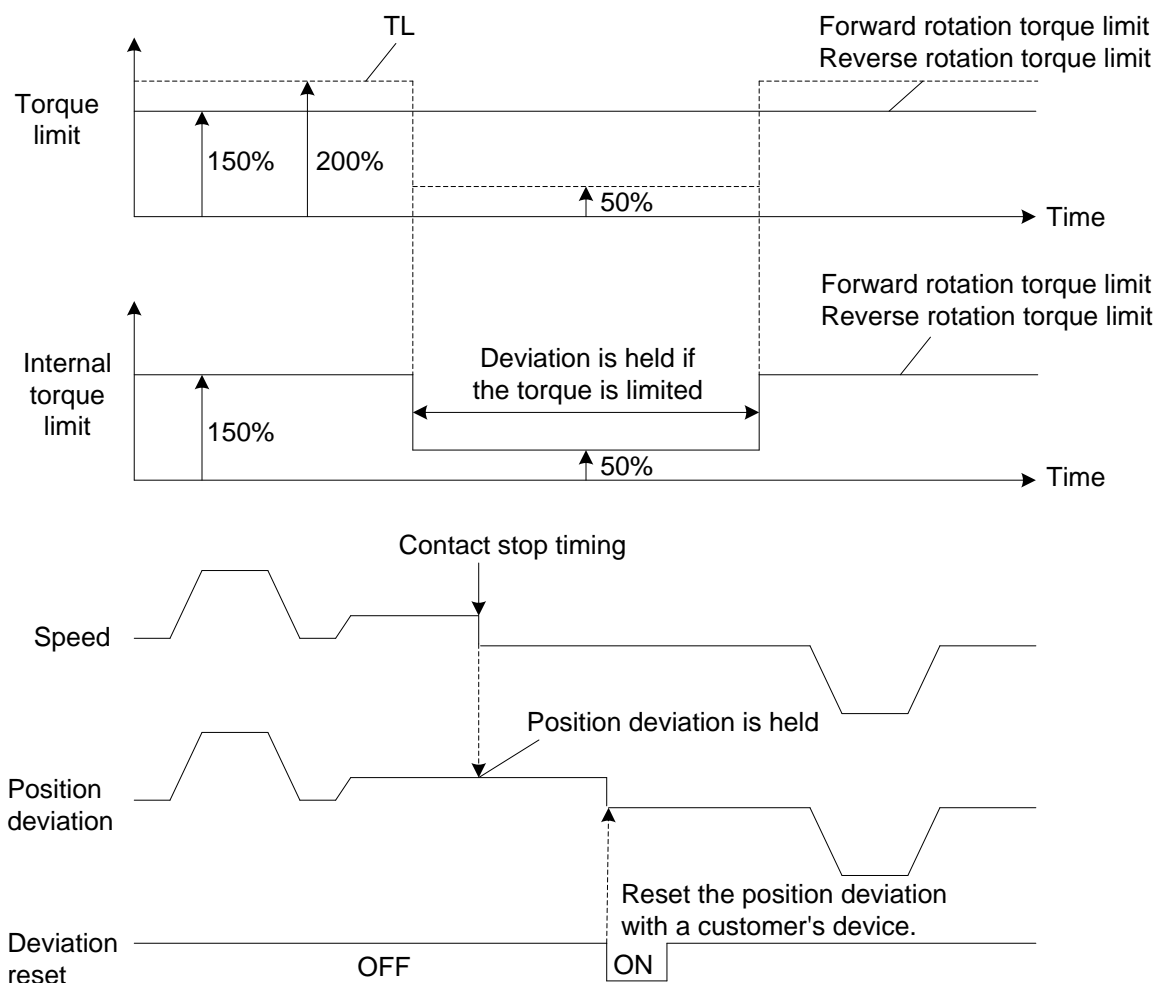 TL
Forward rotation torque limit
Reverse rotation torque limit
Torque
limit
150%
200%
50%
Time
Forward rotation torque limit
Reverse rotation torque limit
Internal
torque
limit
Deviation is held if
the torque is limited
150%
50%
Time
Contact stop timing
Speed
Position deviation is held
Position
deviation
Reset the position deviation
with a customer's device.
Deviation
reset
OFF
ON